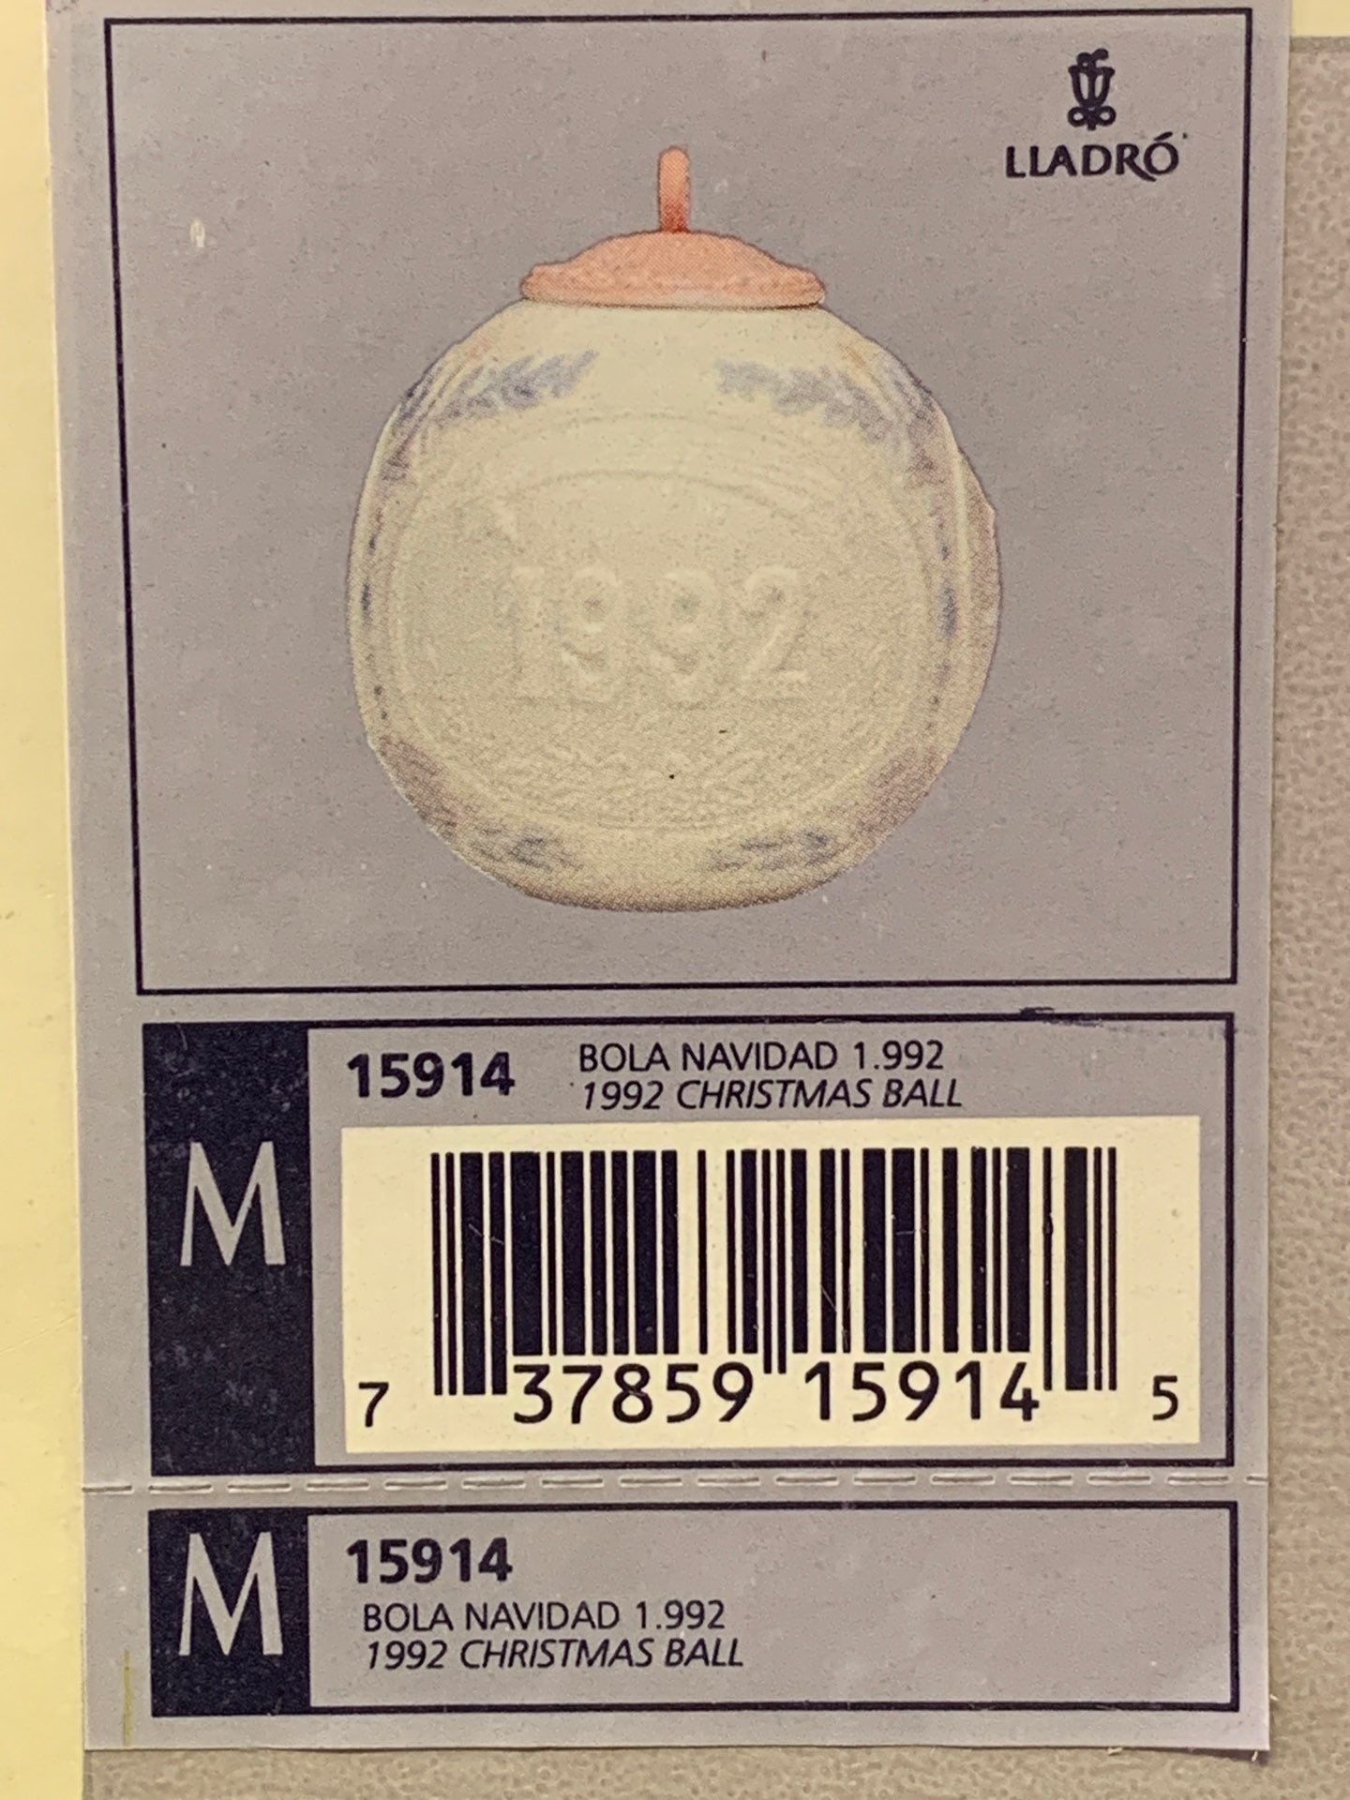 LLADRÓ
1992
M
15914
BOLA NAVIDAD 1.992
1992 CHRISTMAS BALL
7 37859 15914 5
M
15914
BOLA NAVIDAD 1.992
1992 CHRISTMAS BALL